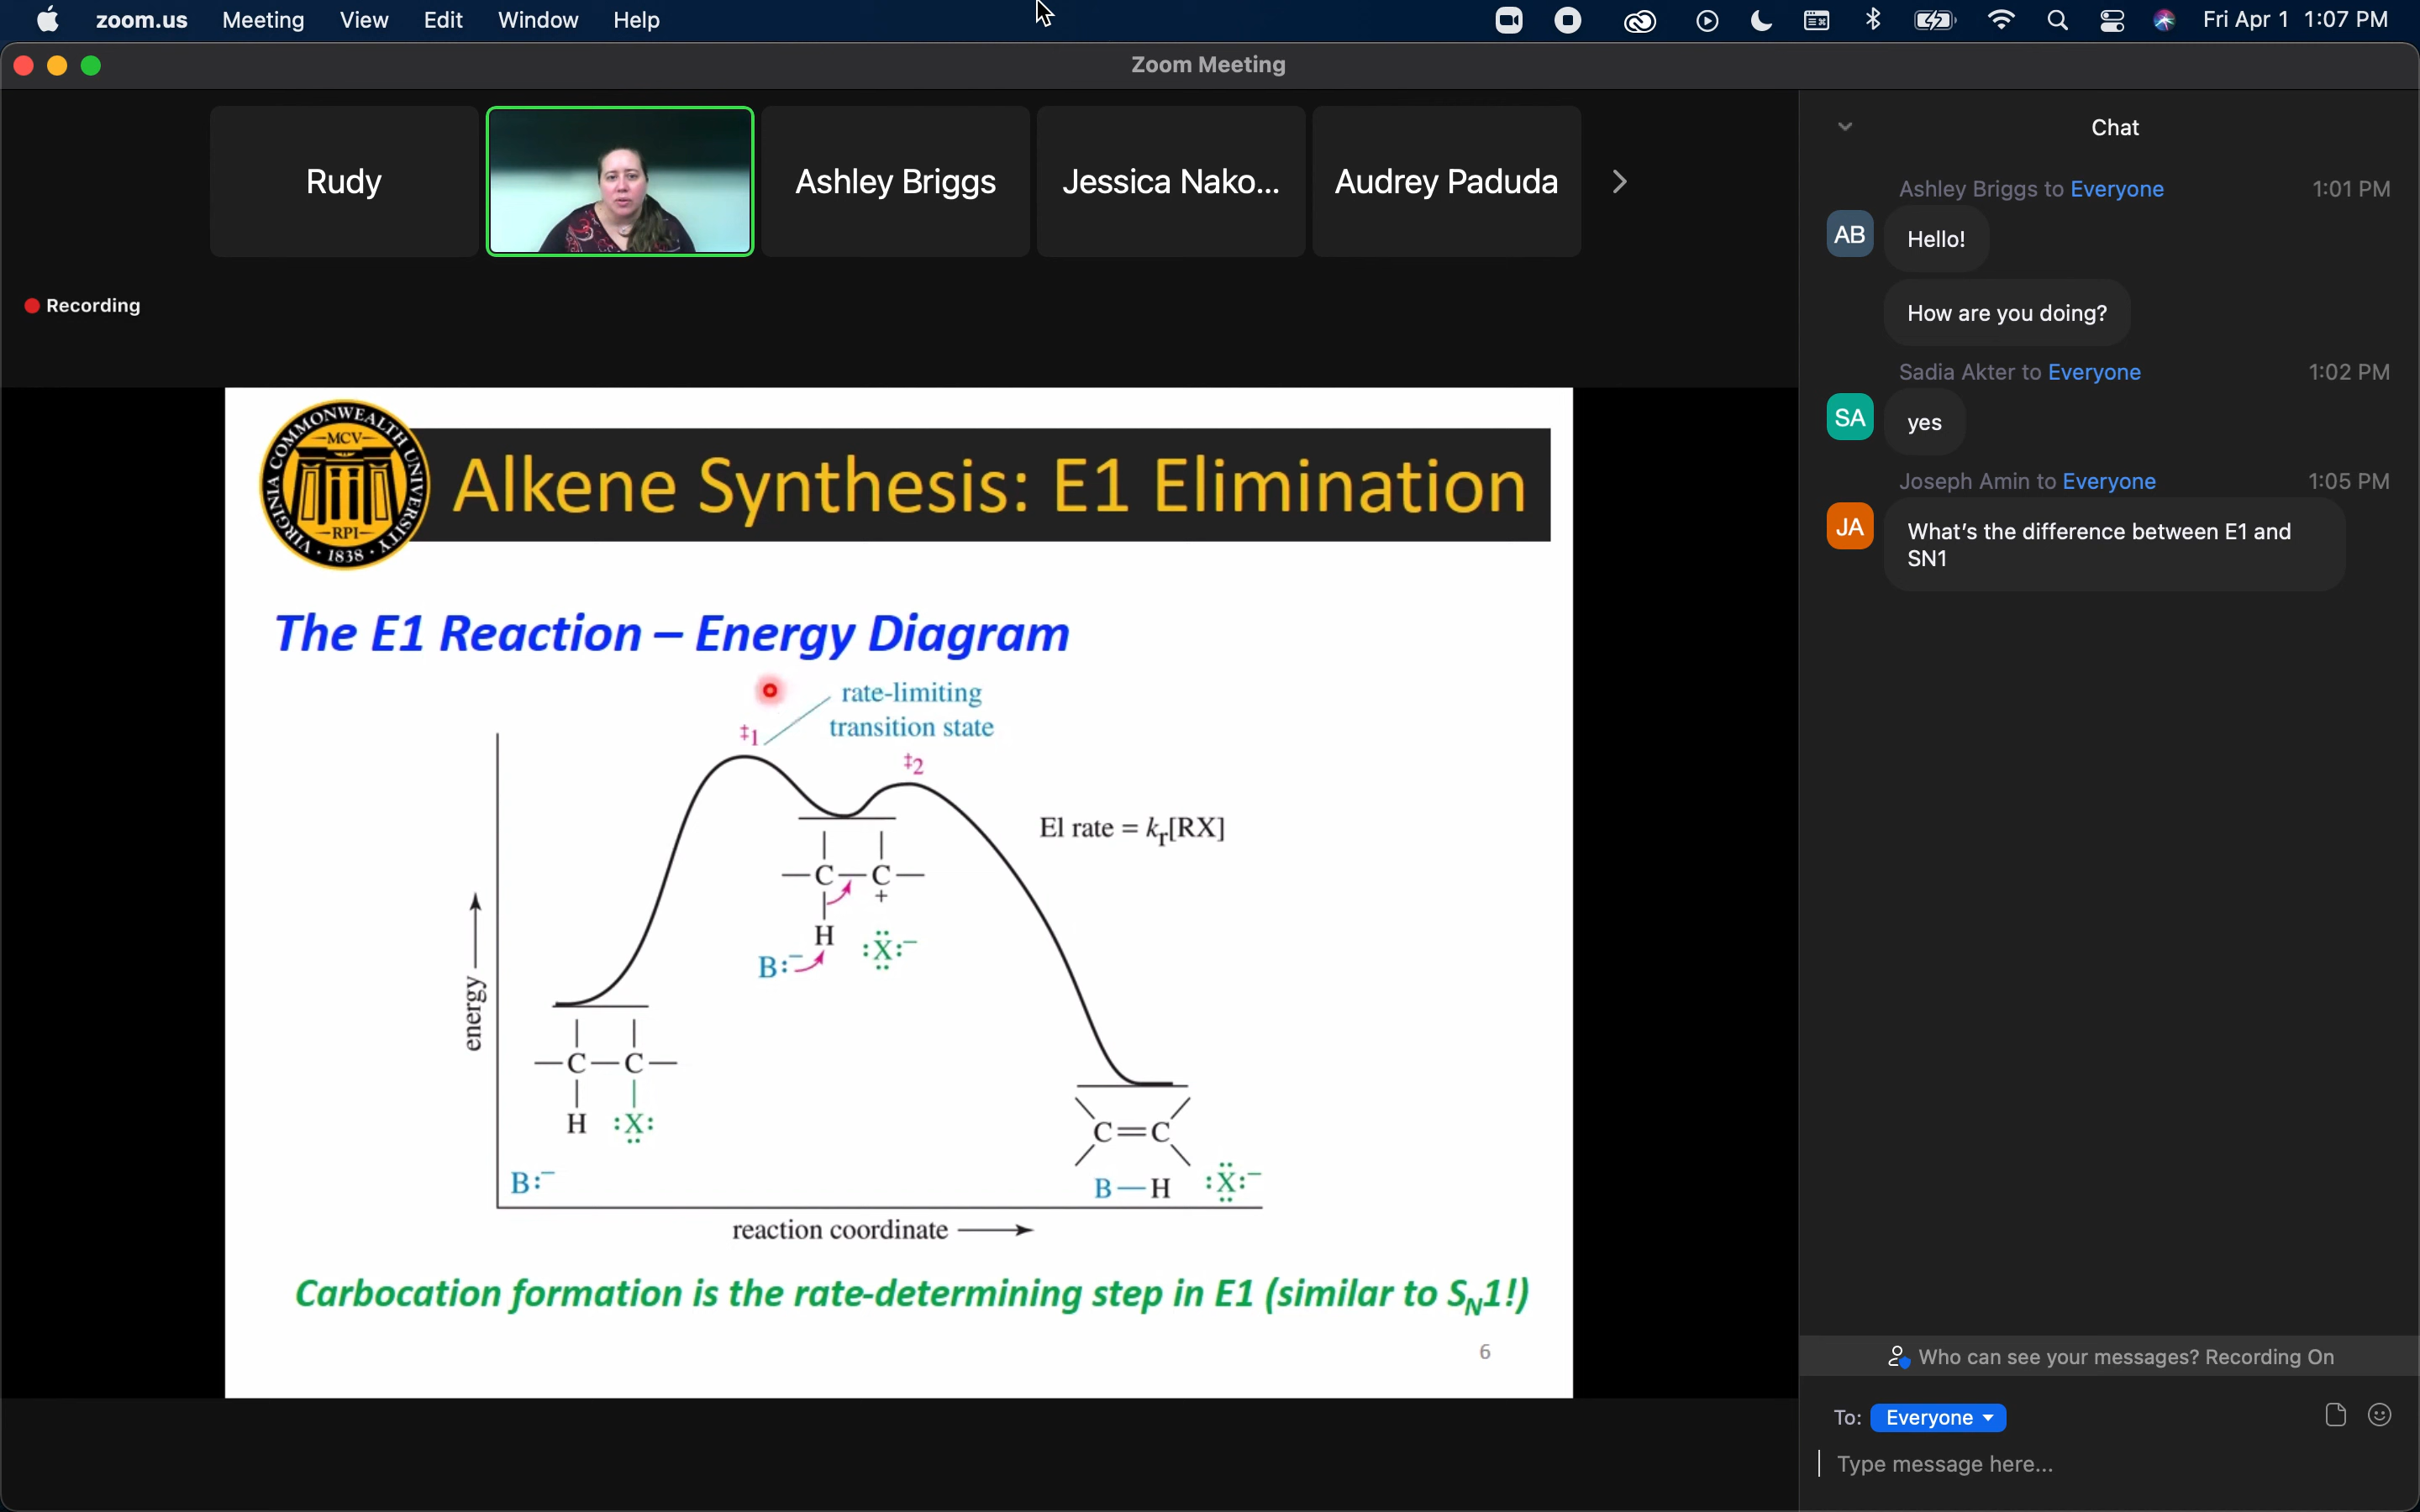 zoom.us Meeting View Edit Window Help Fri Apr 1 1:07 PM
Zoom Meeting
Rudy
Ashley Briggs
Jessica Nako...
Audrey Paduda
Recording
VIRGINIA COMMONWEALTH UNIVERSITY
MCV
RPI
1838
Alkene Synthesis: E1 Elimination
The E1 Reaction – Energy Diagram
rate-limiting
transition state
‡1
‡2
El rate = kr[RX]
—C—C—
+
H :Ẍ:⁻
B:⁻
energy
—C—C—
H :X:
B:⁻
C=C
B—H :Ẍ:⁻
reaction coordinate
Carbocation formation is the rate-determining step in E1 (similar to SN1!)
6
Chat
Ashley Briggs to Everyone 1:01 PM
AB
Hello!
How are you doing?
Sadia Akter to Everyone 1:02 PM
SA
yes
Joseph Amin to Everyone 1:05 PM
JA
What's the difference between E1 and
SN1
Who can see your messages? Recording On
To: Everyone
Type message here...